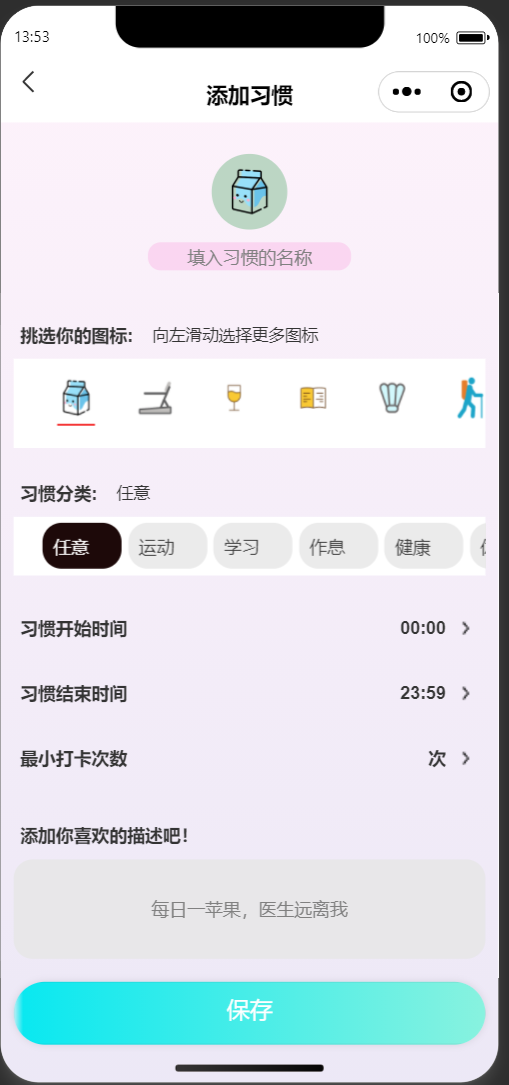 13:53
100%
添加习惯
填入习惯的名称
挑选你的图标: 向左滑动选择更多图标
习惯分类: 任意
任意 运动 学习 作息 健康
习惯开始时间 00:00
习惯结束时间 23:59
最小打卡次数 次
添加你喜欢的描述吧！
每日一苹果，医生远离我
保存